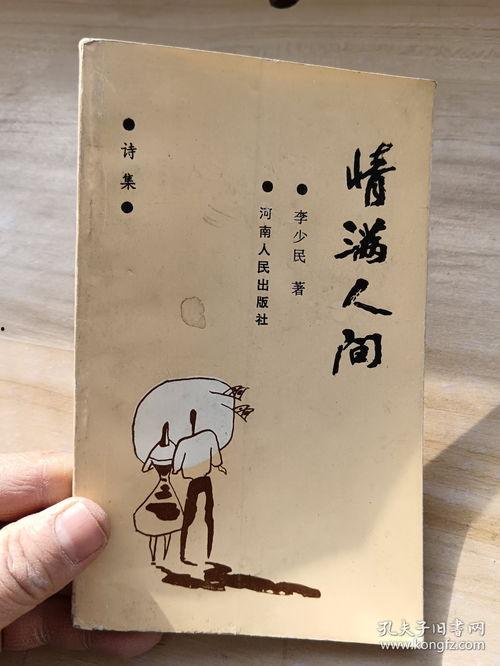 情满人间
●李少民 著
●河南人民出版社
●诗集●
孔夫子旧书网
www.kongfz.com